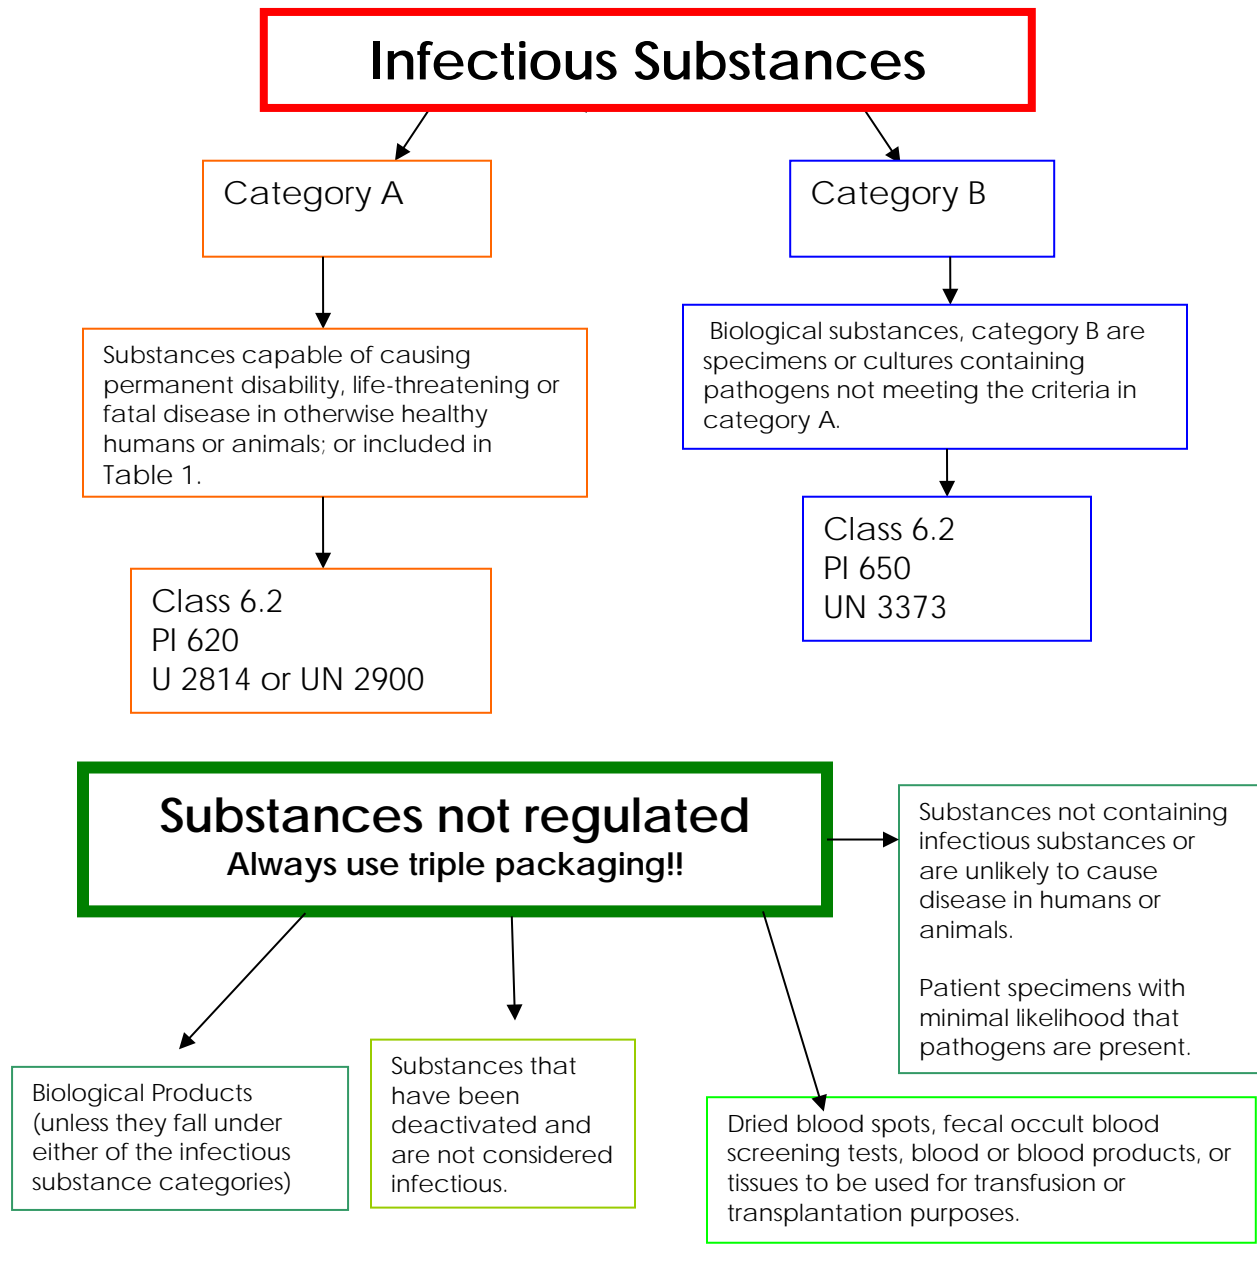 Infectious Substances
Category A
Category B
Substances capable of causing
permanent disability, life-threatening or
fatal disease in otherwise healthy
humans or animals; or included in
Table 1.
Biological substances, category B are
specimens or cultures containing
pathogens not meeting the criteria in
category A.
Class 6.2
PI 620
U 2814 or UN 2900
Class 6.2
PI 650
UN 3373
Substances not regulated
Always use triple packaging!!
Substances not containing
infectious substances or
are unlikely to cause
disease in humans or
animals.
Patient specimens with
minimal likelihood that
pathogens are present.
Biological Products
(unless they fall under
either of the infectious
substance categories)
Substances that
have been
deactivated and
are not considered
infectious.
Dried blood spots, fecal occult blood
screening tests, blood or blood products, or
tissues to be used for transfusion or
transplantation purposes.